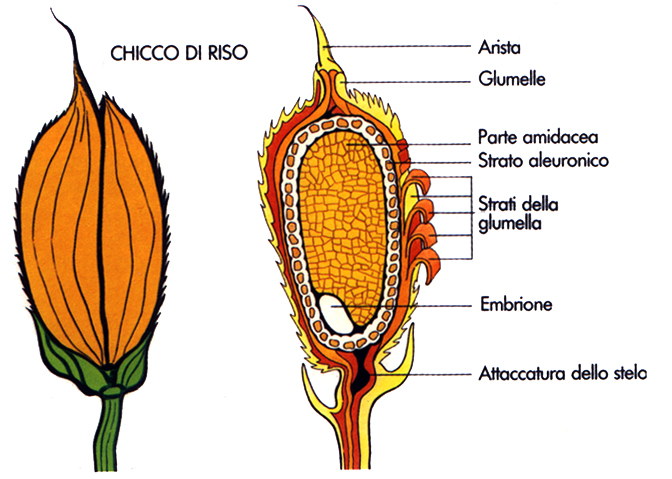 CHICCO DI RISO
Arista
Glumelle
Parte amidacea
Strato aleuronico
Strati della
glumella
Embrione
Attaccatura dello stelo